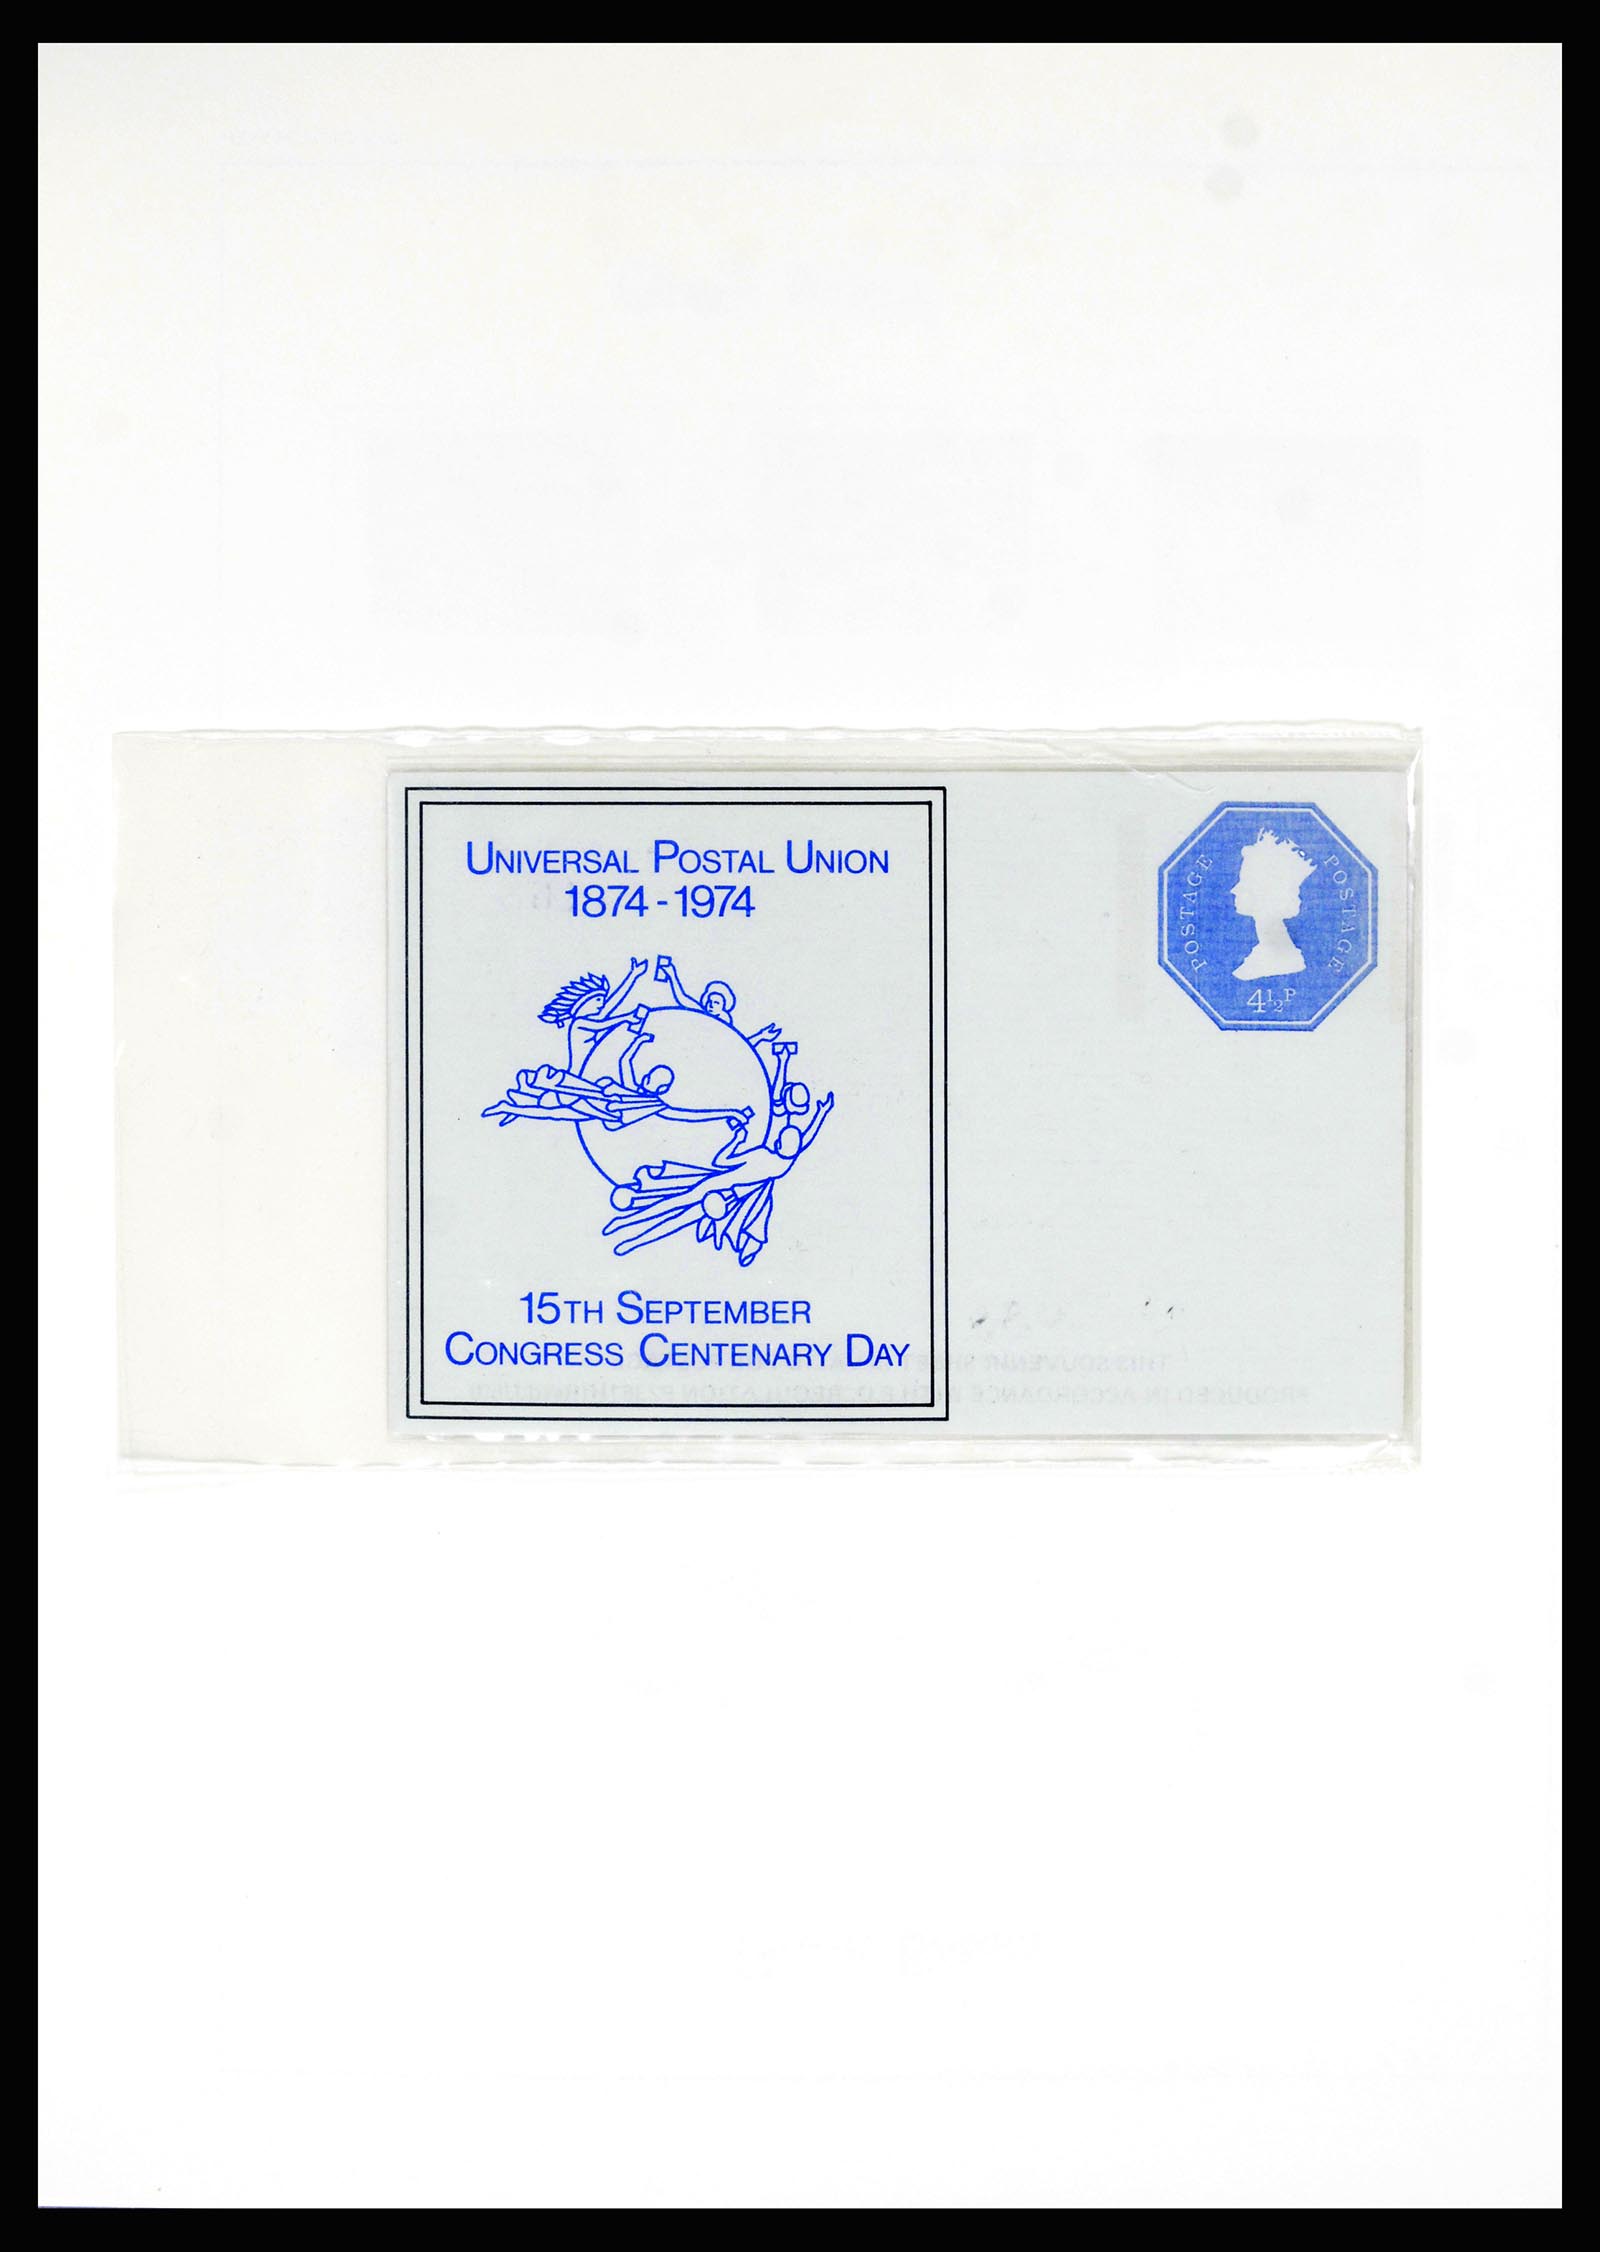 UNIVERSAL POSTAL UNION
1874-1974
15TH SEPTEMBER
CONGRESS CENTENARY DAY
POSTAGE
POSTAGE
4½P